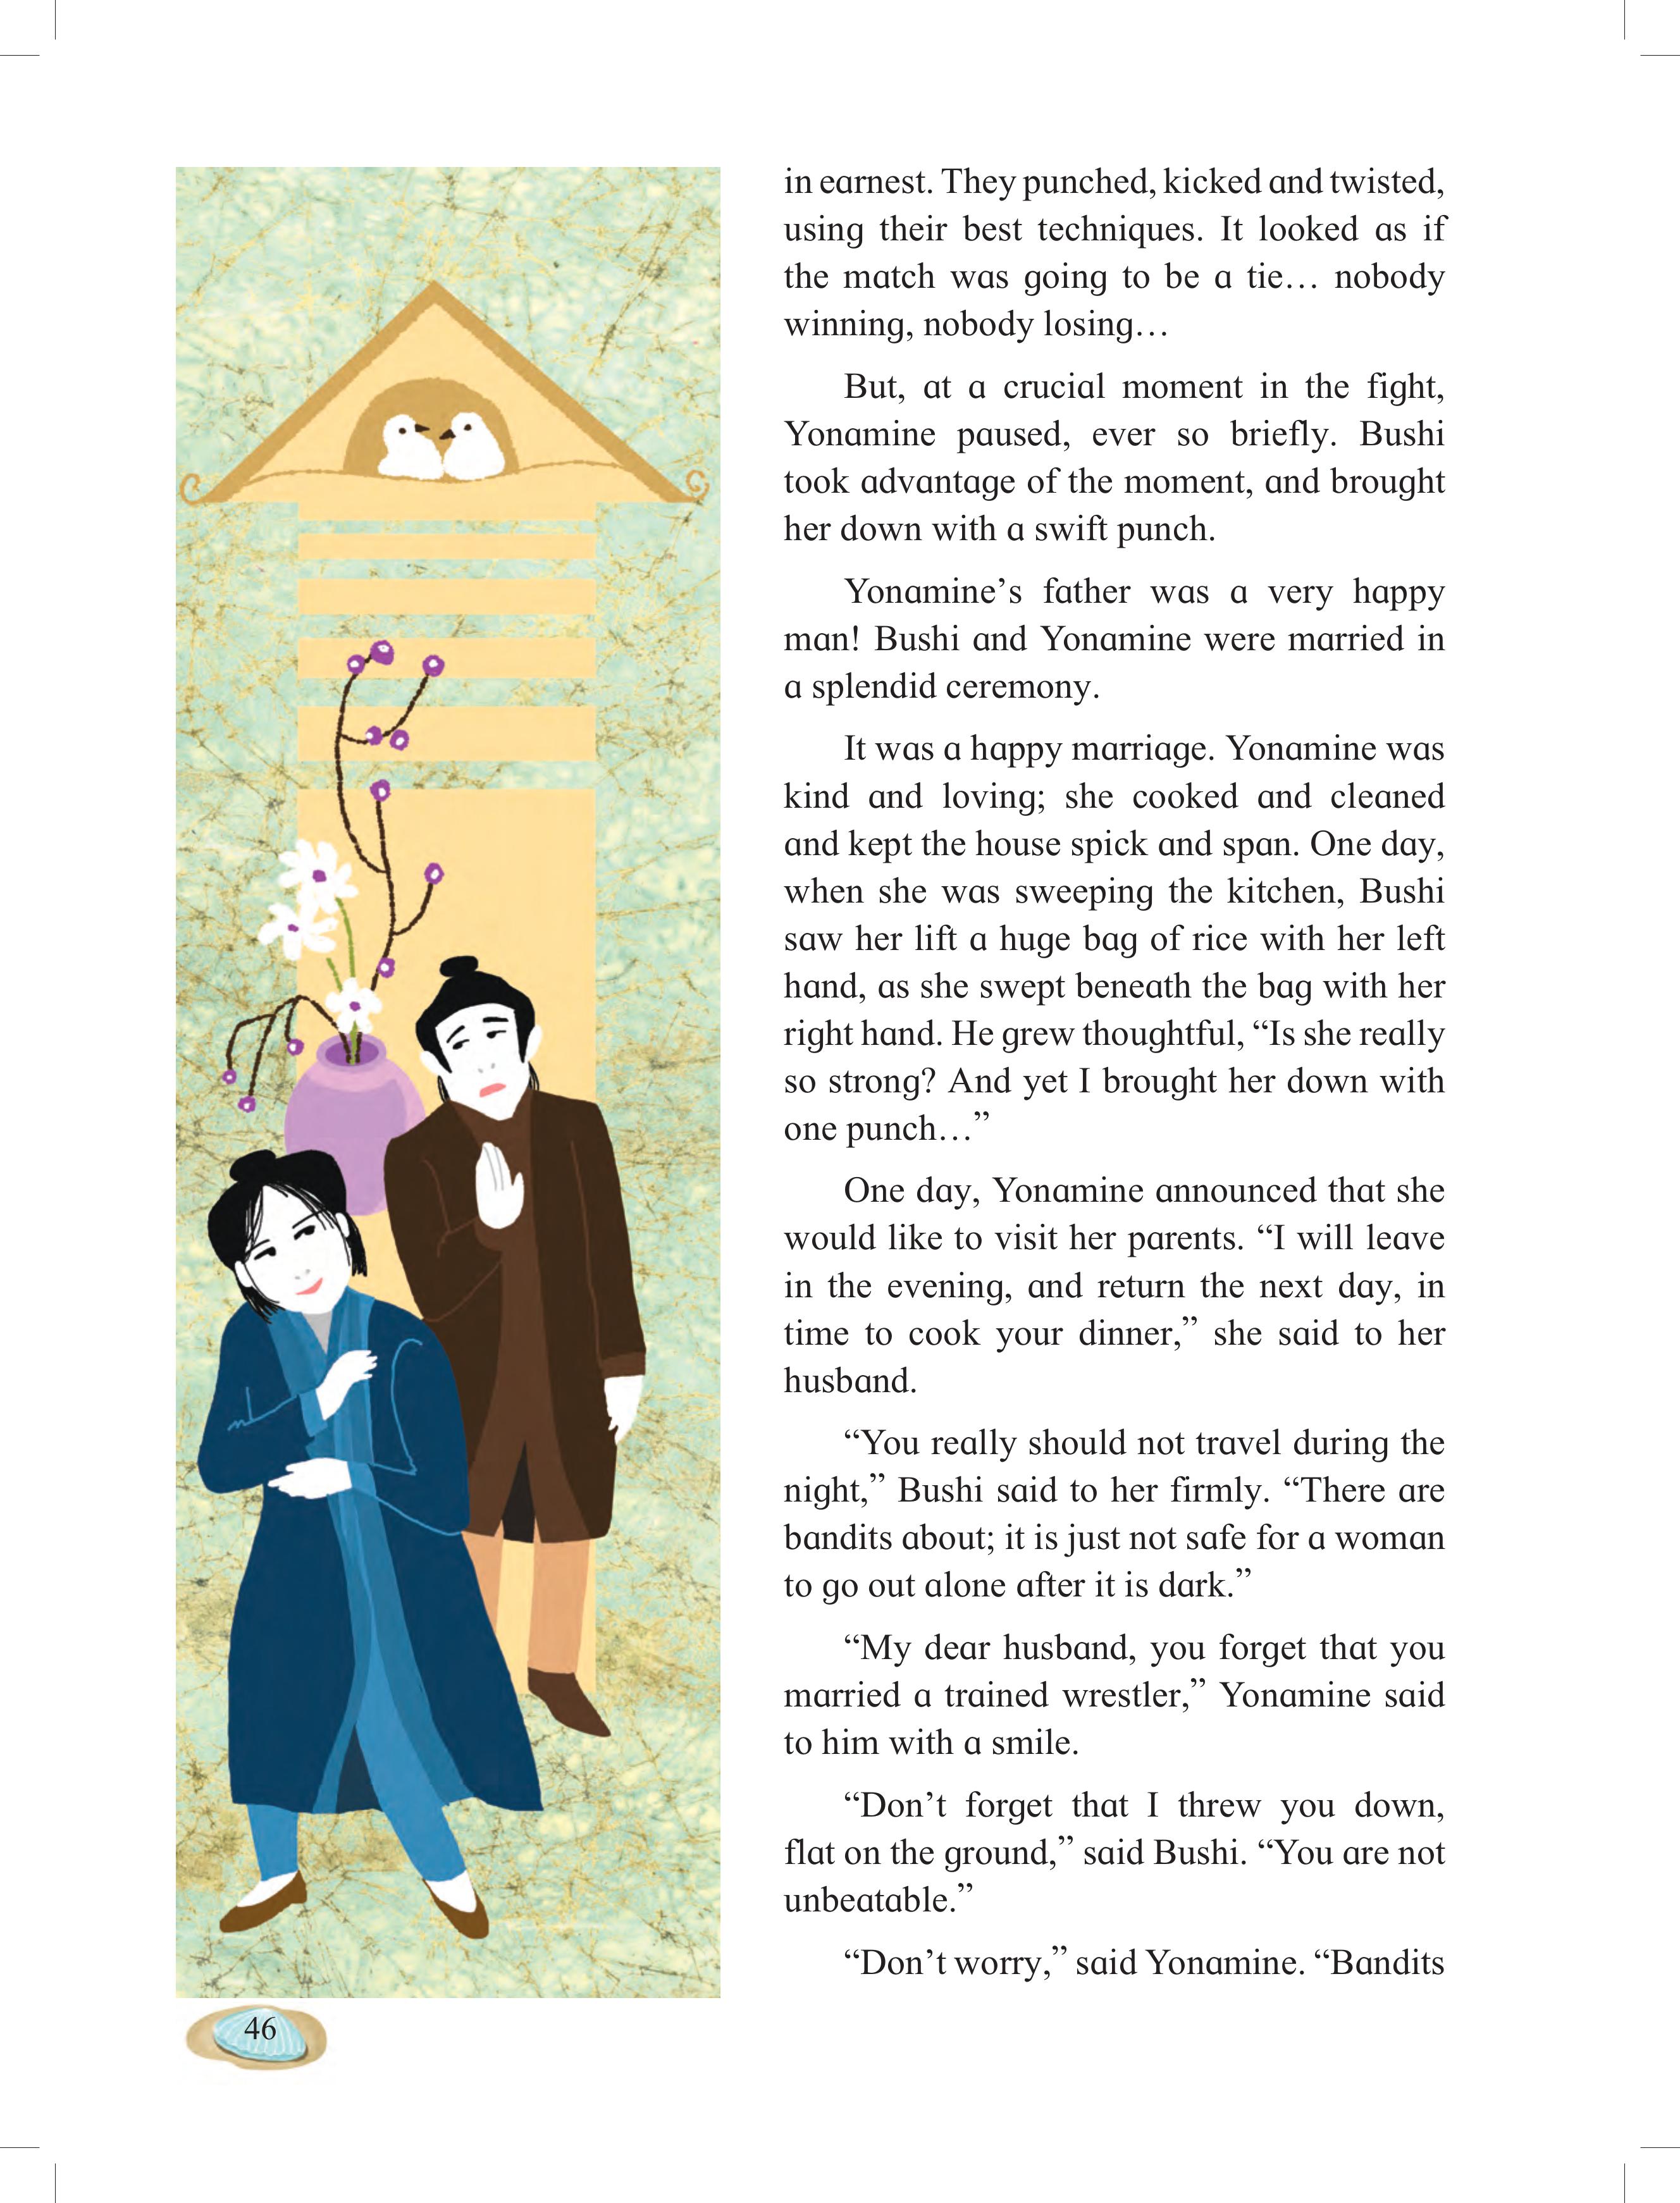 in earnest. They punched, kicked and twisted,
using their best techniques. It looked as if
the match was going to be a tie… nobody
winning, nobody losing…
But, at a crucial moment in the fight,
Yonamine paused, ever so briefly. Bushi
took advantage of the moment, and brought
her down with a swift punch.
Yonamine’s father was a very happy
man! Bushi and Yonamine were married in
a splendid ceremony.
It was a happy marriage. Yonamine was
kind and loving; she cooked and cleaned
and kept the house spick and span. One day,
when she was sweeping the kitchen, Bushi
saw her lift a huge bag of rice with her left
hand, as she swept beneath the bag with her
right hand. He grew thoughtful, “Is she really
so strong? And yet I brought her down with
one punch…”
One day, Yonamine announced that she
would like to visit her parents. “I will leave
in the evening, and return the next day, in
time to cook your dinner,” she said to her
husband.
“You really should not travel during the
night,” Bushi said to her firmly. “There are
bandits about; it is just not safe for a woman
to go out alone after it is dark.”
“My dear husband, you forget that you
married a trained wrestler,” Yonamine said
to him with a smile.
“Don’t forget that I threw you down,
flat on the ground,” said Bushi. “You are not
unbeatable.”
“Don’t worry,” said Yonamine. “Bandits
46